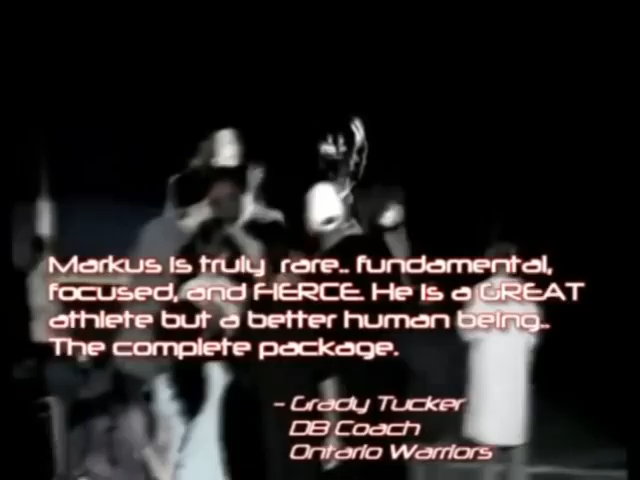 Markus is truly rare.. fundamental,
focused, and FIERCE. He is a GREAT
athlete but a better human being..
The complete package.
- Grady Tucker
DB Coach
Ontario Warriors